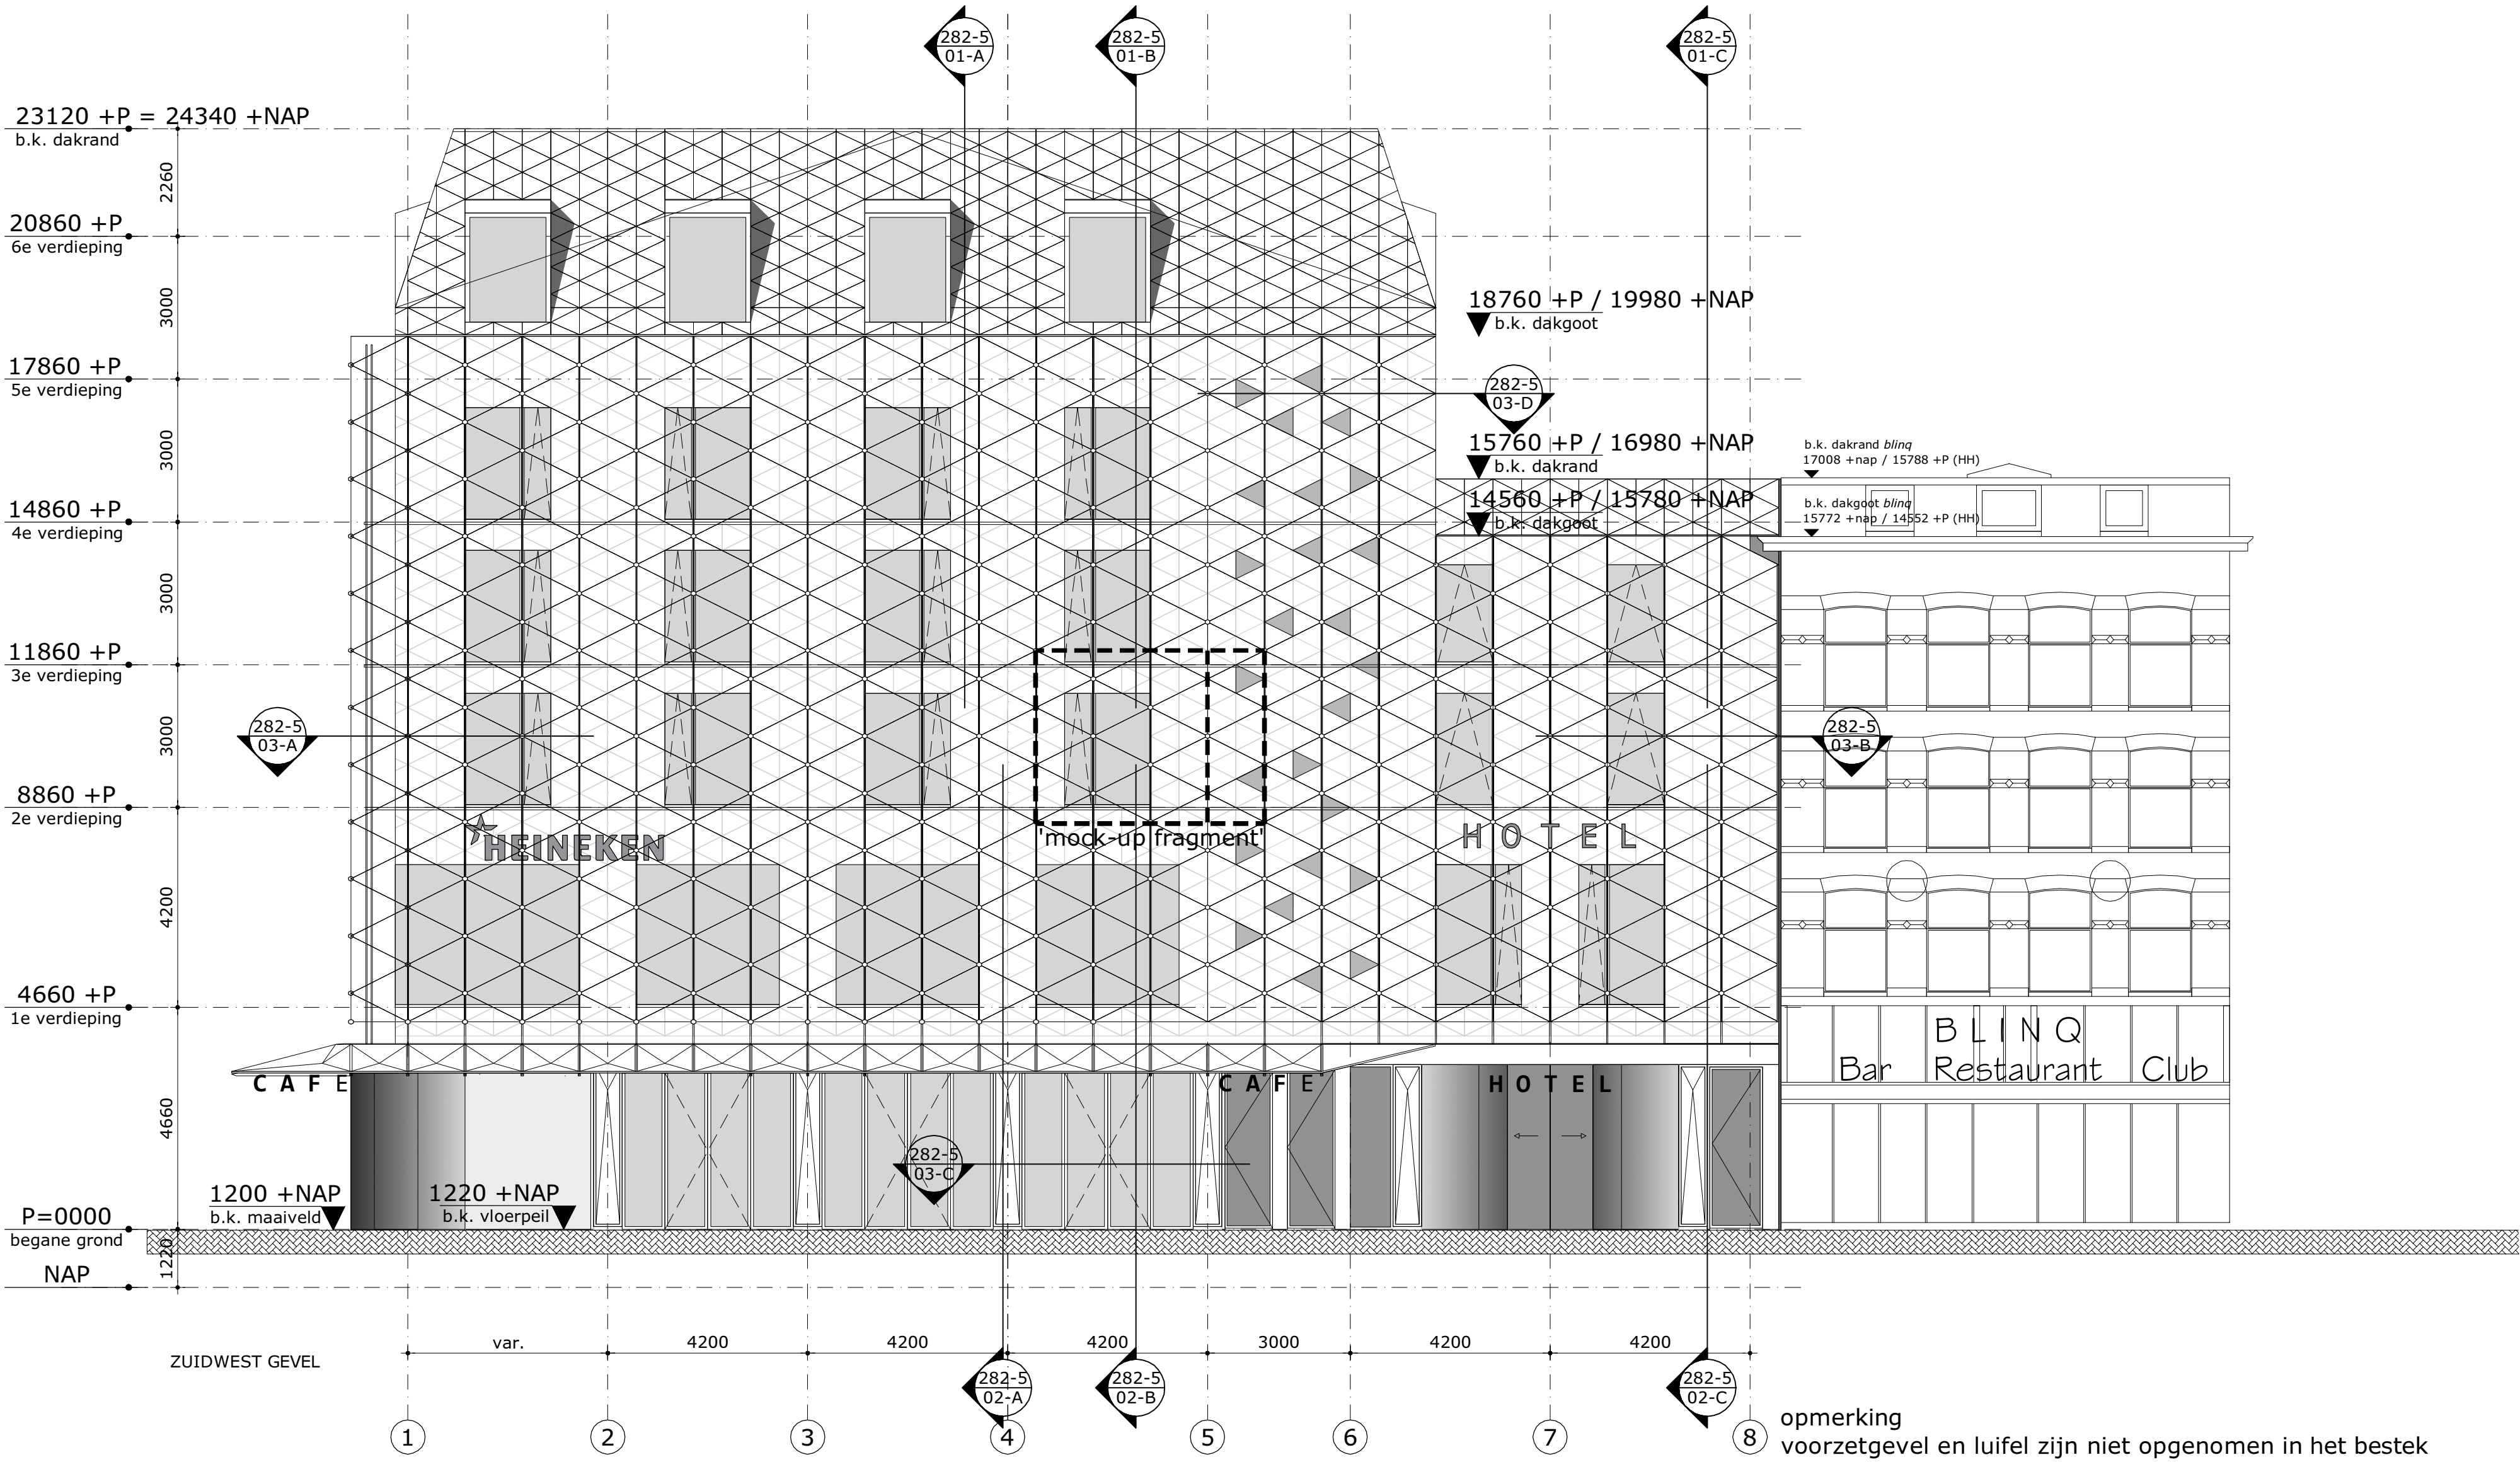 282-5
01-A
282-5
01-B
282-5
01-C
23120 +P = 24340 +NAP
b.k. dakrand
2260
20860 +P
6e verdieping
3000
18760 +P / 19980 +NAP
b.k. dakgoot
17860 +P
5e verdieping
282-5
03-D
3000
15760 +P / 16980 +NAP
b.k. dakrand
b.k. dakrand blinq
17008 +nap / 15788 +P (HH)
14860 +P
4e verdieping
14560 +P / 15780 +NAP
b.k. dakgoot
b.k. dakgoot blinq
15772 +nap / 14552 +P (HH)
3000
11860 +P
3e verdieping
282-5
03-A
3000
282-5
03-B
8860 +P
2e verdieping
HEINEKEN
'mock-up fragment'
HOTEL
4200
4660 +P
1e verdieping
BLINQ
Bar Restaurant Club
CAFE
CAFE
HOTEL
4660
282-5
03-C
1200 +NAP
b.k. maaiveld
1220 +NAP
b.k. vloerpeil
P=0000
begane grond
1220
NAP
var. 4200 4200 4200 3000 4200 4200
ZUIDWEST GEVEL
282-5
02-A
282-5
02-B
282-5
02-C
1 2 3 4 5 6 7 8
opmerking
voorzetgevel en luifel zijn niet opgenomen in het bestek